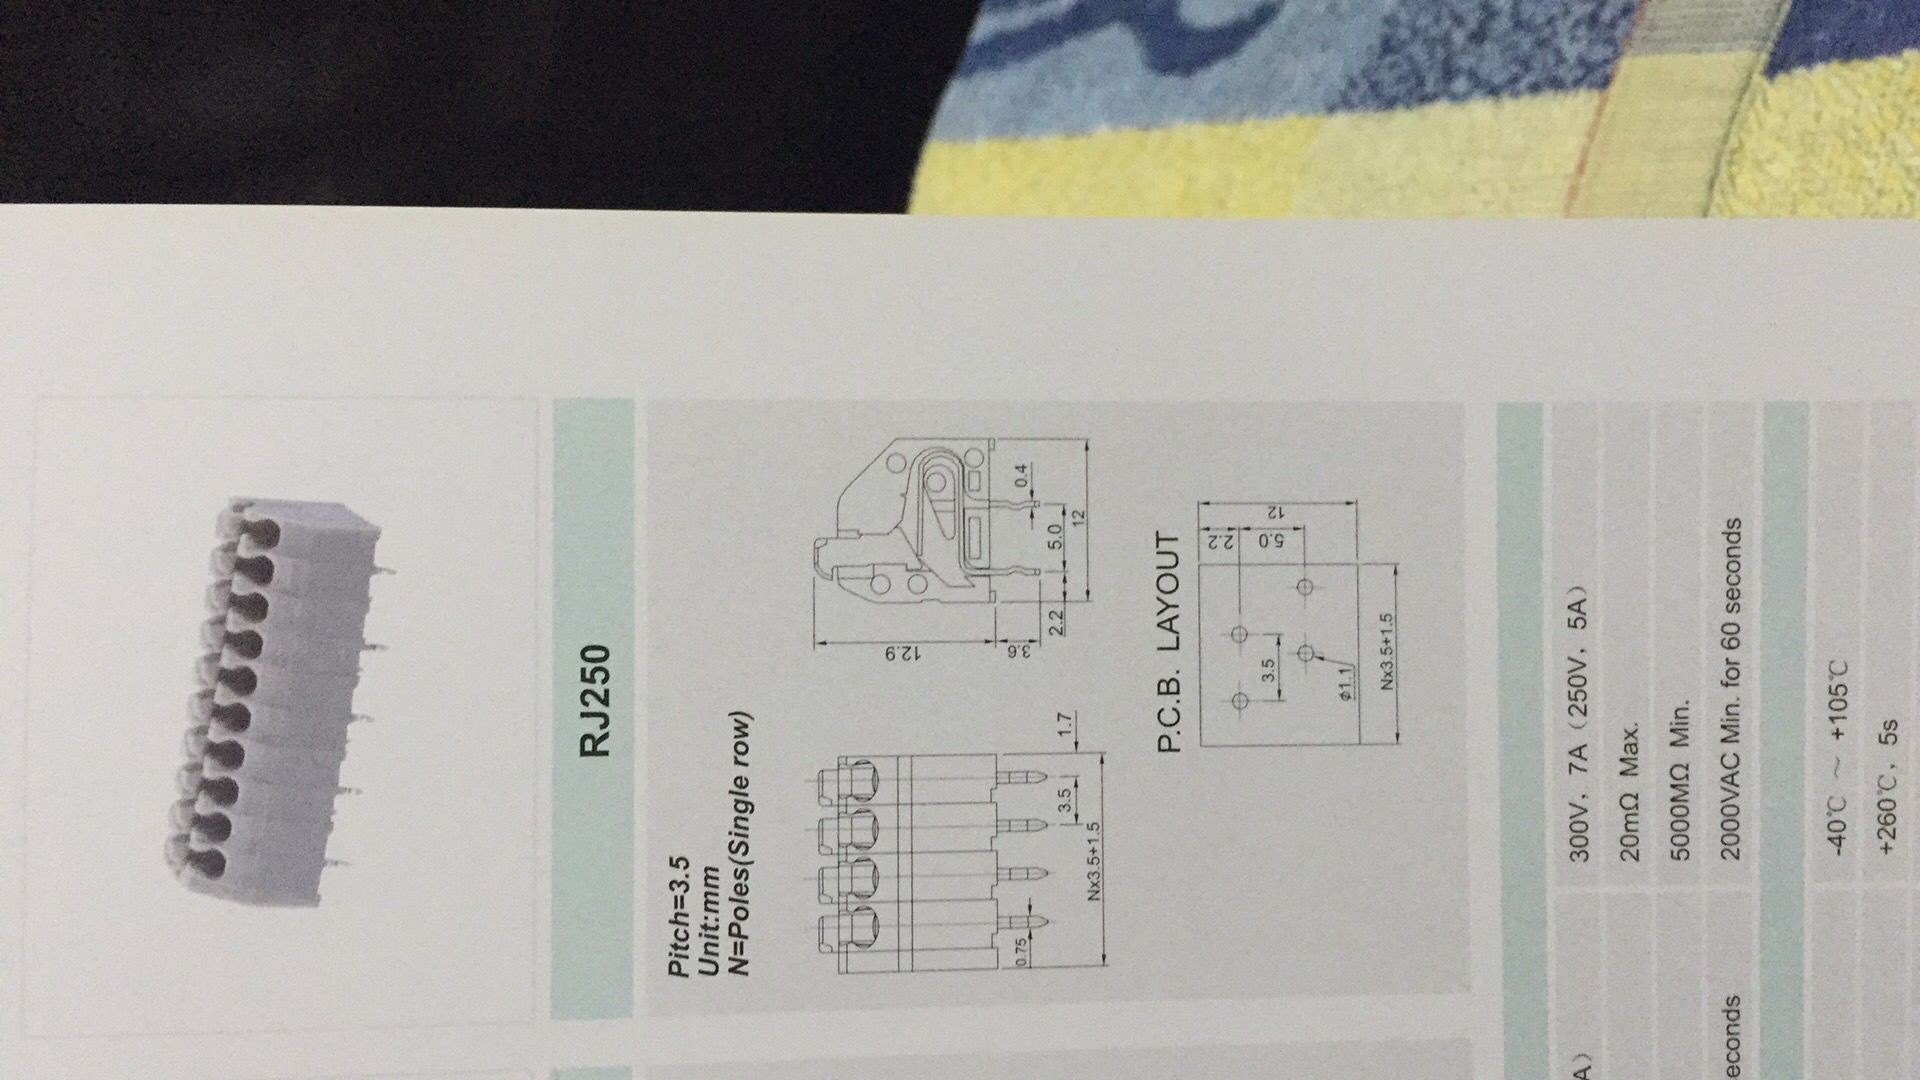 RJ250
Pitch=3.5
Unit:mm
N=Poles(Single row)
12.9
3.6
0.4
5.0
2.2
12
1.7
3.5
0.75
Nx3.5+1.5
P.C.B. LAYOUT
2.2
5.0
12
3.5
Φ1.1
Nx3.5+1.5
300V, 7A (250V, 5A)
20mΩ Max.
5000MΩ Min.
2000VAC Min. for 60 seconds
-40℃ ～ +105℃
+260℃, 5s
A)
econds